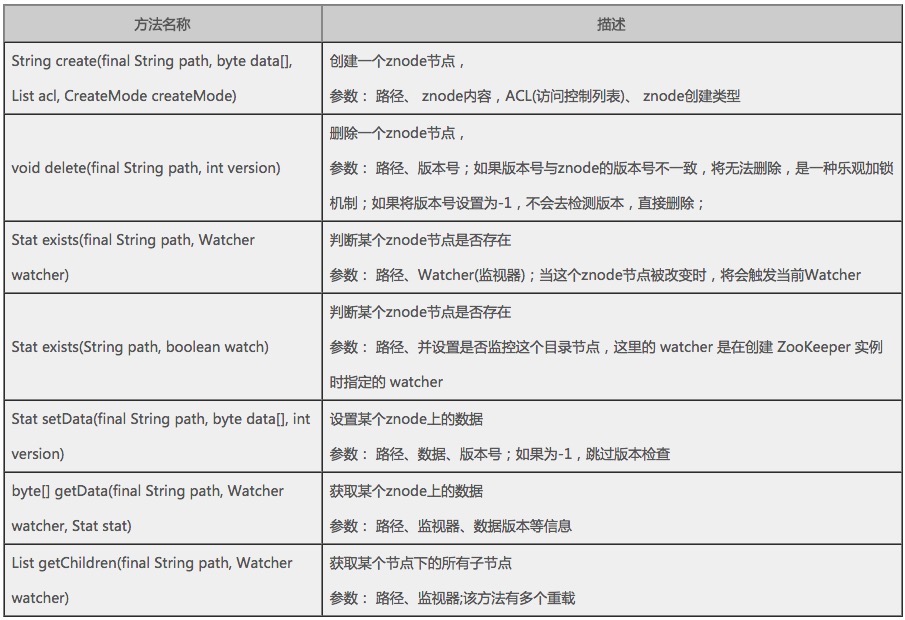 方法名称
描述
String create(final String path, byte data[],
List acl, CreateMode createMode)
创建一个znode节点，
参数： 路径、 znode内容，ACL(访问控制列表)、 znode创建类型
void delete(final String path, int version)
删除一个znode节点，
参数： 路径、版本号；如果版本号与znode的版本号不一致，将无法删除，是一种乐观加锁
机制；如果将版本号设置为-1，不会去检测版本，直接删除；
Stat exists(final String path, Watcher
watcher)
判断某个znode节点是否存在
参数： 路径、Watcher(监视器)；当这个znode节点被改变时，将会触发当前Watcher
Stat exists(String path, boolean watch)
判断某个znode节点是否存在
参数： 路径、并设置是否监控这个目录节点，这里的 watcher 是在创建 ZooKeeper 实例
时指定的 watcher
Stat setData(final String path, byte data[], int
version)
设置某个znode上的数据
参数： 路径、数据、版本号；如果为-1，跳过版本检查
byte[] getData(final String path, Watcher
watcher, Stat stat)
获取某个znode上的数据
参数： 路径、监视器、数据版本等信息
List getChildren(final String path, Watcher
watcher)
获取某个节点下的所有子节点
参数： 路径、监视器;该方法有多个重载